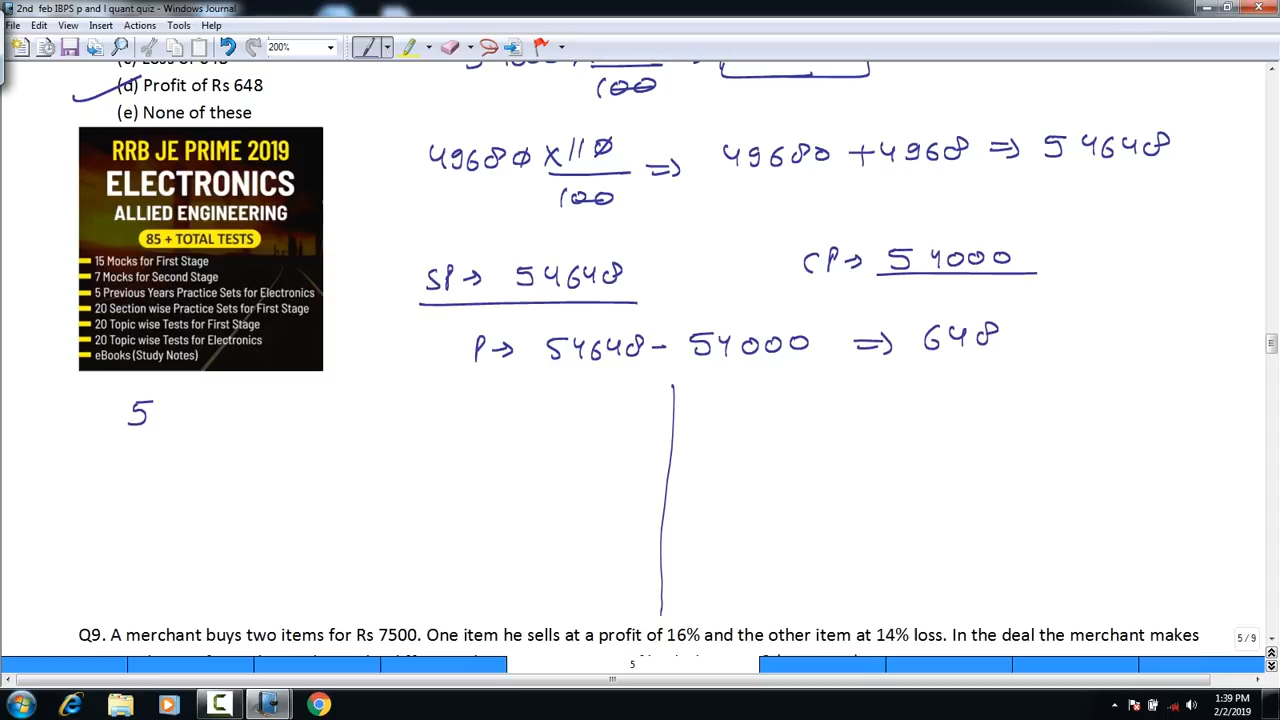 2nd feb IBPS p and l quant quiz - Windows Journal
File Edit View Insert Actions Tools Help
200%
(d) Profit of Rs 648
100
(e) None of these
RRB JE PRIME 2019
ELECTRONICS
ALLIED ENGINEERING
85 + TOTAL TESTS
15 Mocks for First Stage
7 Mocks for Second Stage
5 Previous Years Practice Sets for Electronics
20 Section wise Practice Sets for First Stage
20 Topic wise Tests for First Stage
20 Topic wise Tests for Electronics
eBooks (Study Notes)
49680 x 110 ⇒ 49680 + 4968 ⇒ 54648
100
SP → 54648
CP → 54000
P → 54648 - 54000 ⇒ 648
5
Q9. A merchant buys two items for Rs 7500. One item he sells at a profit of 16% and the other item at 14% loss. In the deal the merchant makes
5 / 9
5
1:39 PM
2/2/2019